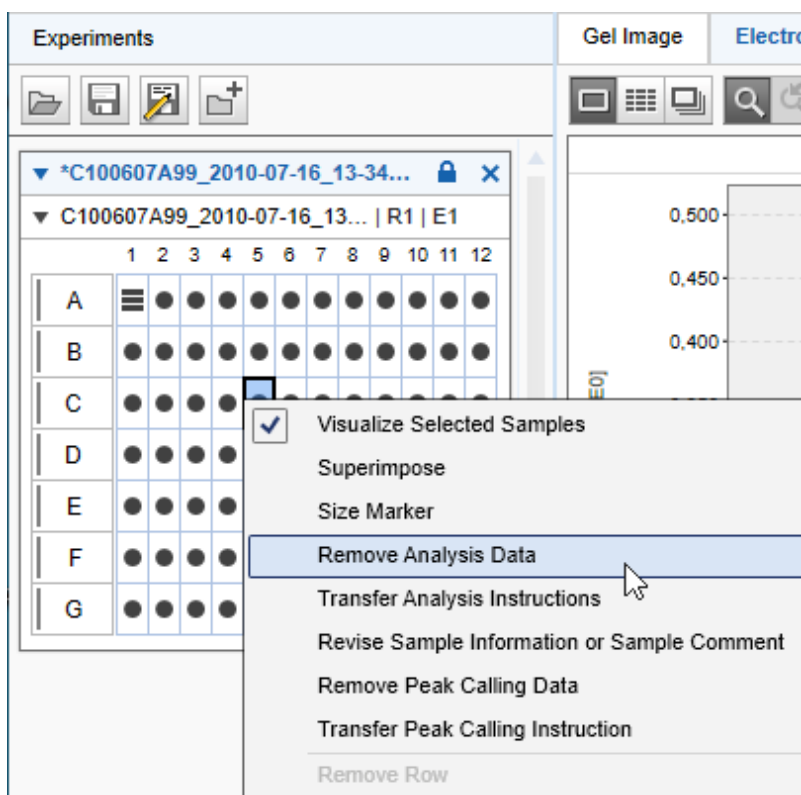 Experiments
Gel Image
*C100607A99_2010-07-16_13-34...
C100607A99_2010-07-16_13... | R1 | E1
1 2 3 4 5 6 7 8 9 10 11 12
A
B
C
D
E
F
G
0,500
0,450
0,400
E0]
Visualize Selected Samples
Superimpose
Size Marker
Remove Analysis Data
Transfer Analysis Instructions
Revise Sample Information or Sample Comment
Remove Peak Calling Data
Transfer Peak Calling Instruction
Remove Row